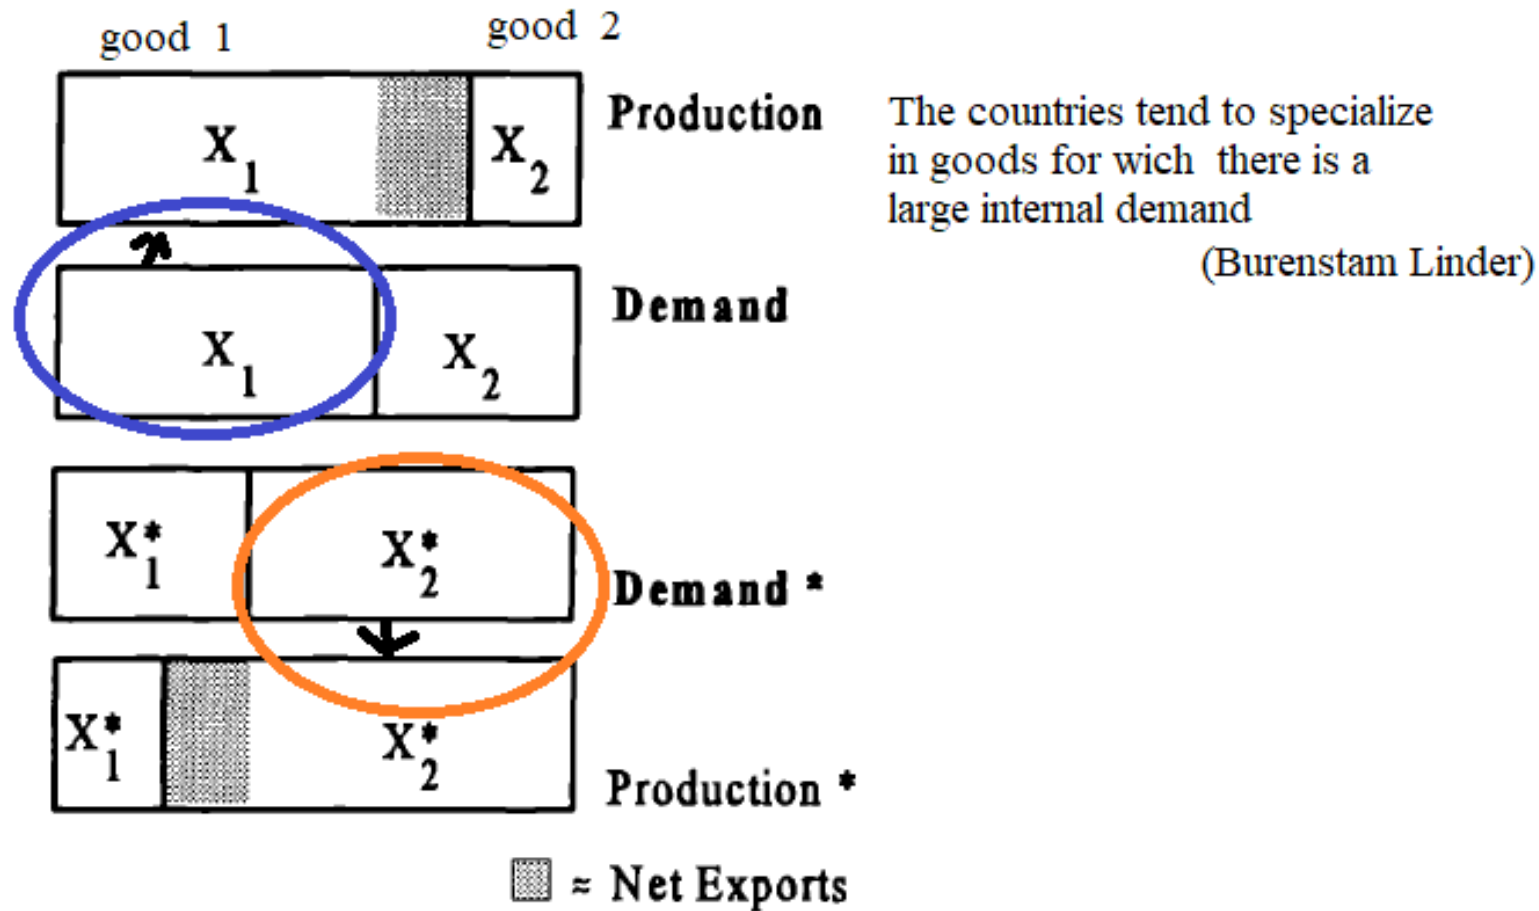 good 1
good 2
X1
X2
Production
The countries tend to specialize
in goods for wich there is a
large internal demand
(Burenstam Linder)
X1
X2
Demand
X*1
X*2
Demand *
X*1
X*2
Production *
≈ Net Exports